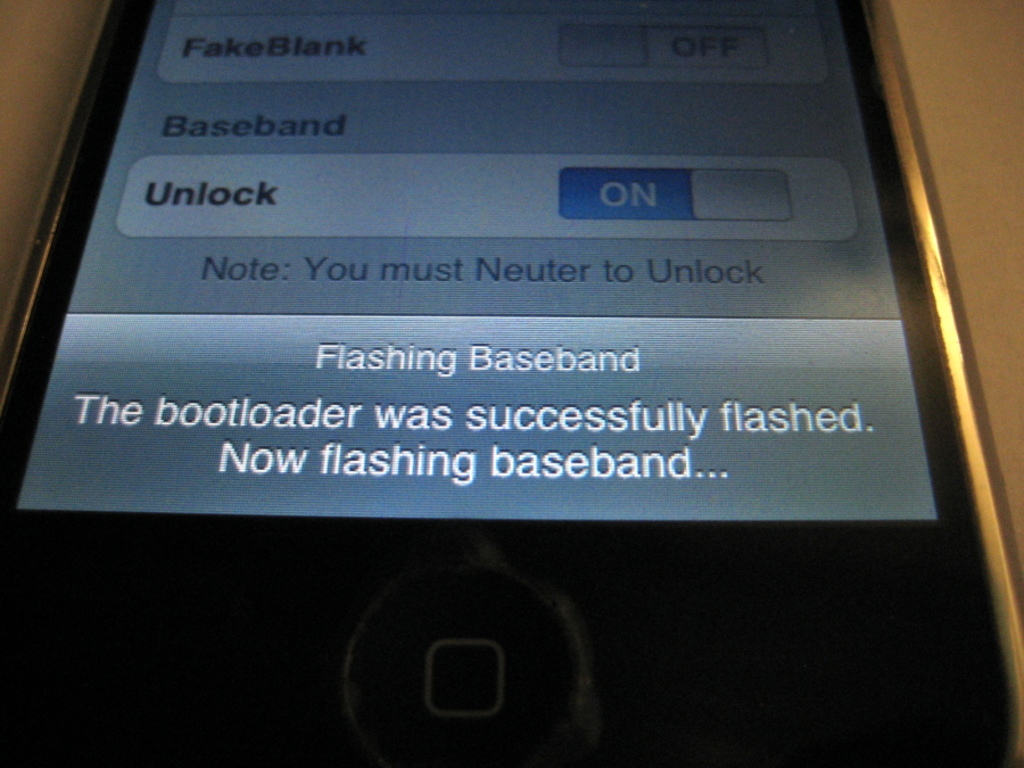 FakeBlank OFF
Baseband
Unlock ON
Note: You must Neuter to Unlock
Flashing Baseband
The bootloader was successfully flashed.
Now flashing baseband...